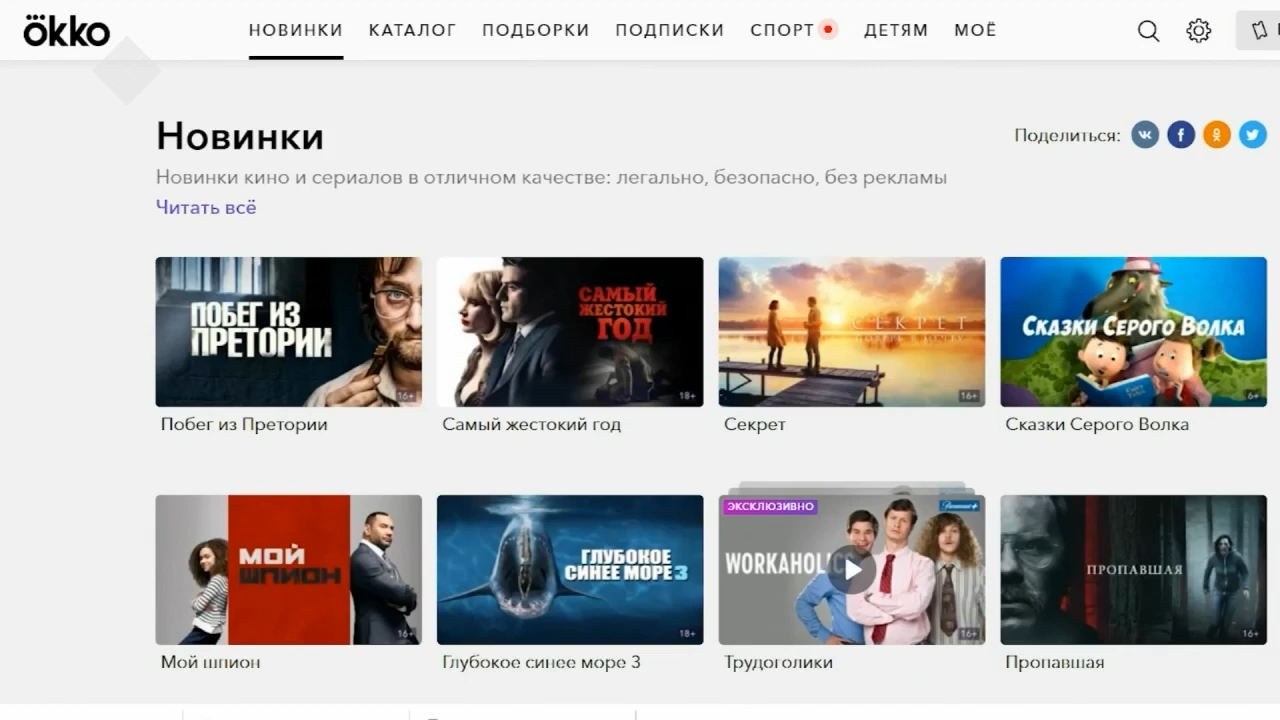 okko
НОВИНКИ КАТАЛОГ ПОДБОРКИ ПОДПИСКИ СПОРТ ДЕТЯМ МОЁ
Новинки
Поделиться:
Новинки кино и сериалов в отличном качестве: легально, безопасно, без рекламы
Читать всё
ПОБЕГ ИЗ
ПРЕТОРИИ
16+
САМЫЙ
ЖЕСТОКИЙ
ГОД
18+
СЕКРЕТ
16+
СКАЗКИ СЕРОГО ВОЛКА
6+
Побег из Претории
Самый жестокий год
Секрет
Сказки Серого Волка
МОЙ
ШПИОН
16+
ГЛУБОКОЕ
СИНЕЕ МОРЕ 3
18+
ЭКСКЛЮЗИВНО
Paramount+
WORKAHOLICS
16+
ПРОПАВШАЯ
16+
Мой шпион
Глубокое синее море 3
Трудоголики
Пропавшая